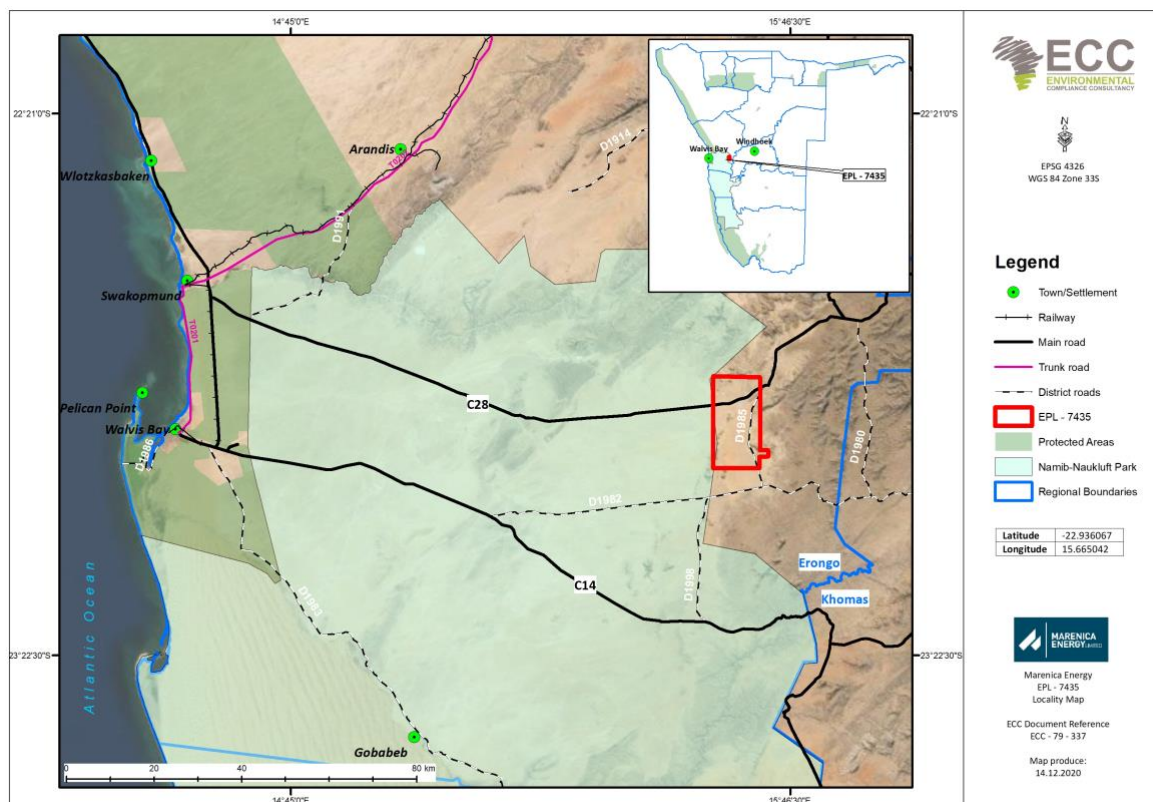 14°45'0"E
15°46'30"E
22°21'0"S
22°21'0"S
23°22'30"S
23°22'30"S
14°45'0"E
15°46'30"E
Wlotzkasbaken
Arandis
D1914
D1991
Swakopmund
T0201
Pelican Point
Walvis Bay
D1986
C28
D1985
D1980
D1982
C14
D1998
D1983
Erongo
Khomas
Atlantic Ocean
Gobabeb
0 20 40 80 km
Walvis Bay
Windhoek
EPL - 7435
ECC
ENVIRONMENTAL
COMPLIANCE CONSULTANCY
N
EPSG 4326
WGS 84 Zone 33S
Legend
Town/Settlement
Railway
Main road
Trunk road
District roads
EPL - 7435
Protected Areas
Namib-Naukluft Park
Regional Boundaries
Latitude -22.936067
Longitude 15.665042
MARENICA
ENERGY LIMITED
Marenica Energy
EPL - 7435
Locality Map
ECC Document Reference
ECC - 79 - 337
Map produce:
14.12.2020